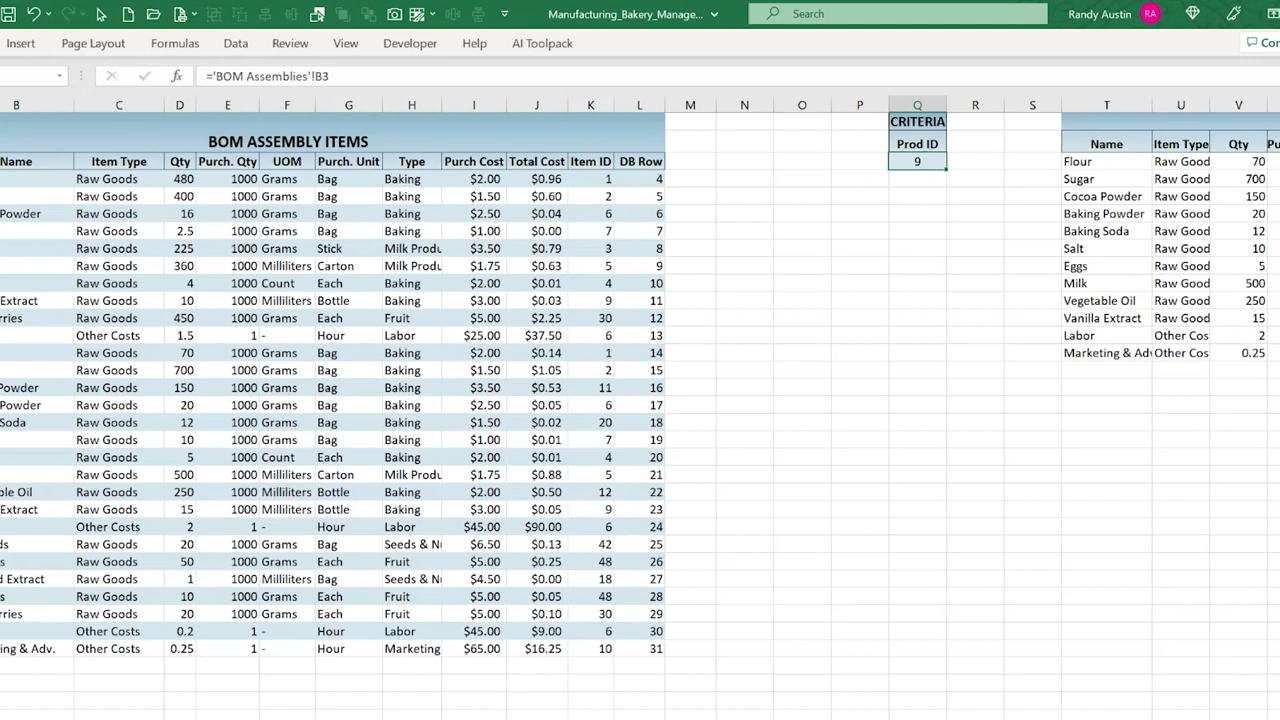 Manufacturing_Bakery_Manage... Search Randy Austin RA
Insert Page Layout Formulas Data Review View Developer Help AI Toolpack
fx ='BOM Assemblies'!B3
B C D E F G H I J K L M N O P Q R S T U V
CRITERIA
BOM ASSEMBLY ITEMS Prod ID Name Item Type Qty
Name Item Type Qty Purch. Qty UOM Purch. Unit Type Purch Cost Total Cost Item ID DB Row 9 Flour Raw Good 70
Raw Goods 480 1000 Grams Bag Baking $2.00 $0.96 1 4 Sugar Raw Good 700
Raw Goods 400 1000 Grams Bag Baking $1.50 $0.60 2 5 Cocoa Powder Raw Good 150
Powder Raw Goods 16 1000 Grams Bag Baking $2.50 $0.04 6 6 Baking Powder Raw Good 20
Raw Goods 2.5 1000 Grams Bag Baking $1.00 $0.00 7 7 Baking Soda Raw Good 12
Raw Goods 225 1000 Grams Stick Milk Produ $3.50 $0.79 3 8 Salt Raw Good 10
Raw Goods 360 1000 Milliliters Carton Milk Produ $1.75 $0.63 5 9 Eggs Raw Good 5
Raw Goods 4 1000 Count Each Baking $2.00 $0.01 4 10 Milk Raw Good 500
Extract Raw Goods 10 1000 Milliliters Bottle Baking $3.00 $0.03 9 11 Vegetable Oil Raw Good 250
rries Raw Goods 450 1000 Grams Each Fruit $5.00 $2.25 30 12 Vanilla Extract Raw Good 15
Other Costs 1.5 1 - Hour Labor $25.00 $37.50 6 13 Labor Other Cos 2
Raw Goods 70 1000 Grams Bag Baking $2.00 $0.14 1 14 Marketing & Adv Other Cos 0.25
Raw Goods 700 1000 Grams Bag Baking $1.50 $1.05 2 15
Powder Raw Goods 150 1000 Grams Bag Baking $3.50 $0.53 11 16
Powder Raw Goods 20 1000 Grams Bag Baking $2.50 $0.05 6 17
Soda Raw Goods 12 1000 Grams Bag Baking $1.50 $0.02 20 18
Raw Goods 10 1000 Grams Bag Baking $1.00 $0.01 7 19
Raw Goods 5 1000 Count Each Baking $2.00 $0.01 4 20
Raw Goods 500 1000 Milliliters Carton Milk Produ $1.75 $0.88 5 21
ble Oil Raw Goods 250 1000 Milliliters Bottle Baking $2.00 $0.50 12 22
Extract Raw Goods 15 1000 Milliliters Bottle Baking $3.00 $0.05 9 23
Other Costs 2 1 - Hour Labor $45.00 $90.00 6 24
ds Raw Goods 20 1000 Grams Bag Seeds & Nu $6.50 $0.13 42 25
s Raw Goods 50 1000 Grams Each Fruit $5.00 $0.25 48 26
d Extract Raw Goods 1 1000 Milliliters Bag Seeds & Nu $4.50 $0.00 18 27
s Raw Goods 10 1000 Grams Each Fruit $5.00 $0.05 48 28
rries Raw Goods 20 1000 Grams Each Fruit $5.00 $0.10 30 29
Other Costs 0.2 1 - Hour Labor $45.00 $9.00 6 30
ing & Adv. Other Costs 0.25 1 - Hour Marketing $65.00 $16.25 10 31